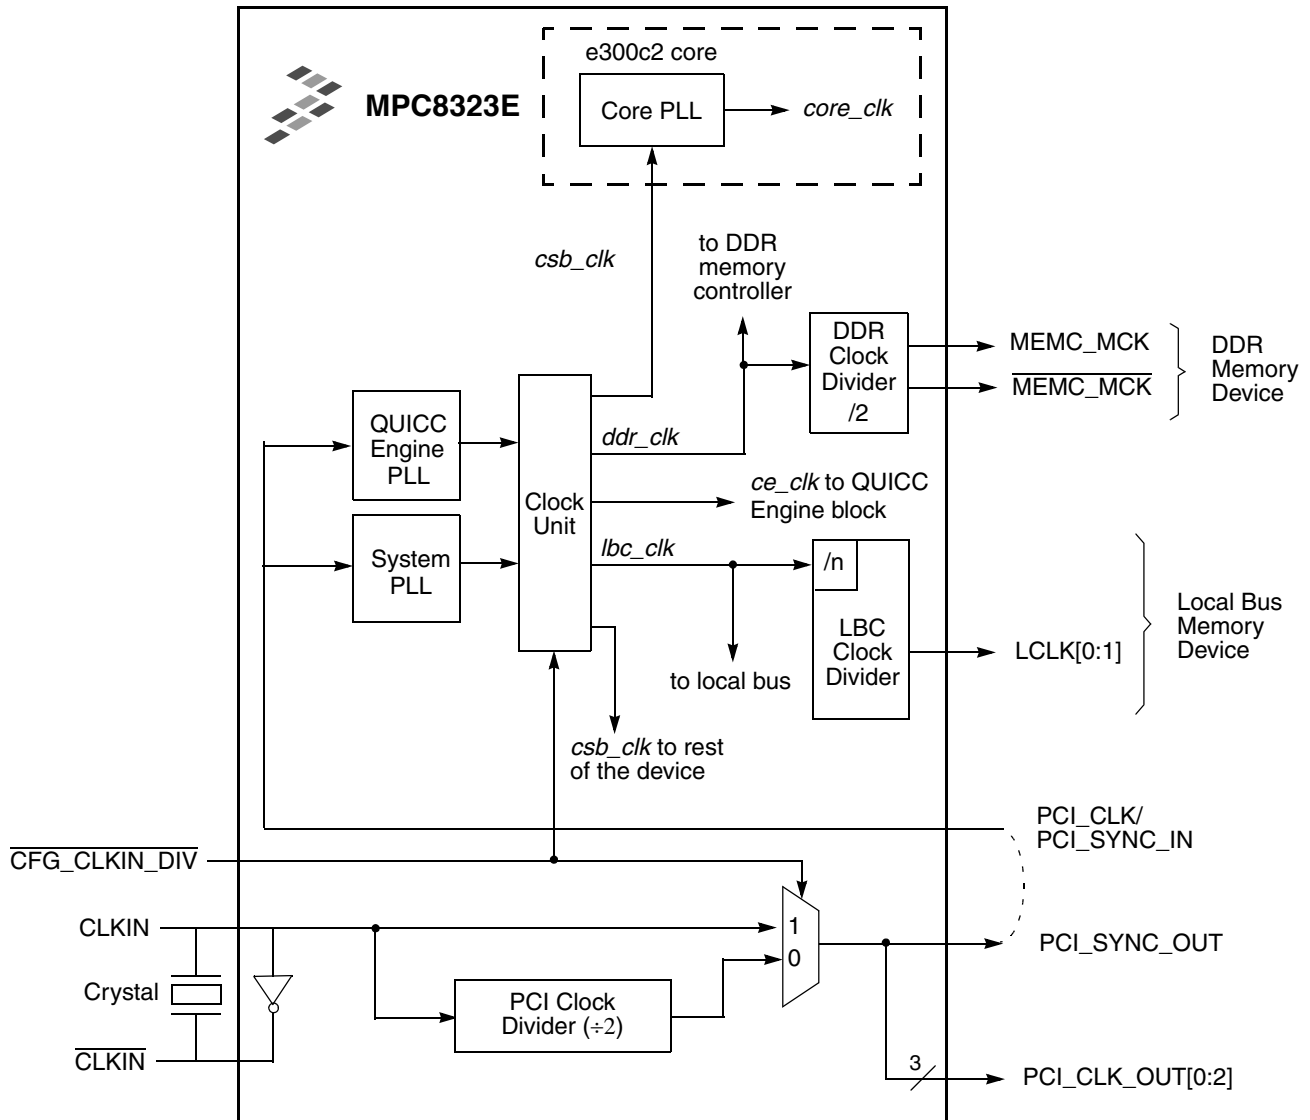 e300c2 core
MPC8323E
Core PLL
core_clk
csb_clk
to DDR
memory
controller
DDR
Clock
Divider
/2
MEMC_MCK
MEMC_MCK
DDR
Memory
Device
QUICC
Engine
PLL
ddr_clk
Clock
Unit
ce_clk to QUICC
Engine block
System
PLL
lbc_clk
/n
LBC
Clock
Divider
to local bus
LCLK[0:1]
Local Bus
Memory
Device
csb_clk to rest
of the device
PCI_CLK/
PCI_SYNC_IN
CFG_CLKIN_DIV
CLKIN
1
0
PCI_SYNC_OUT
Crystal
PCI Clock
Divider (÷2)
CLKIN
3
PCI_CLK_OUT[0:2]